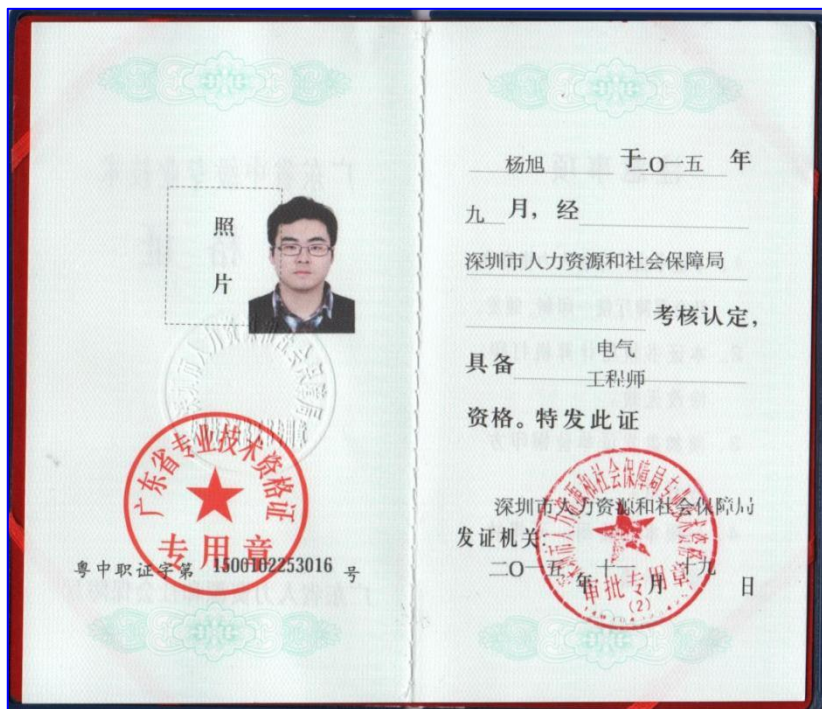 照
片
广东省专业技术资格证
专用章
粤中职证字第 1500102253016 号
杨旭 于二〇一五 年
九 月，经
深圳市人力资源和社会保障局
考核认定，
具备 电气
工程师
资格。特发此证
深圳市人力资源和社会保障局
发证机关：
二〇一五 年 十一 月 十九 日
审批专用章
(2)